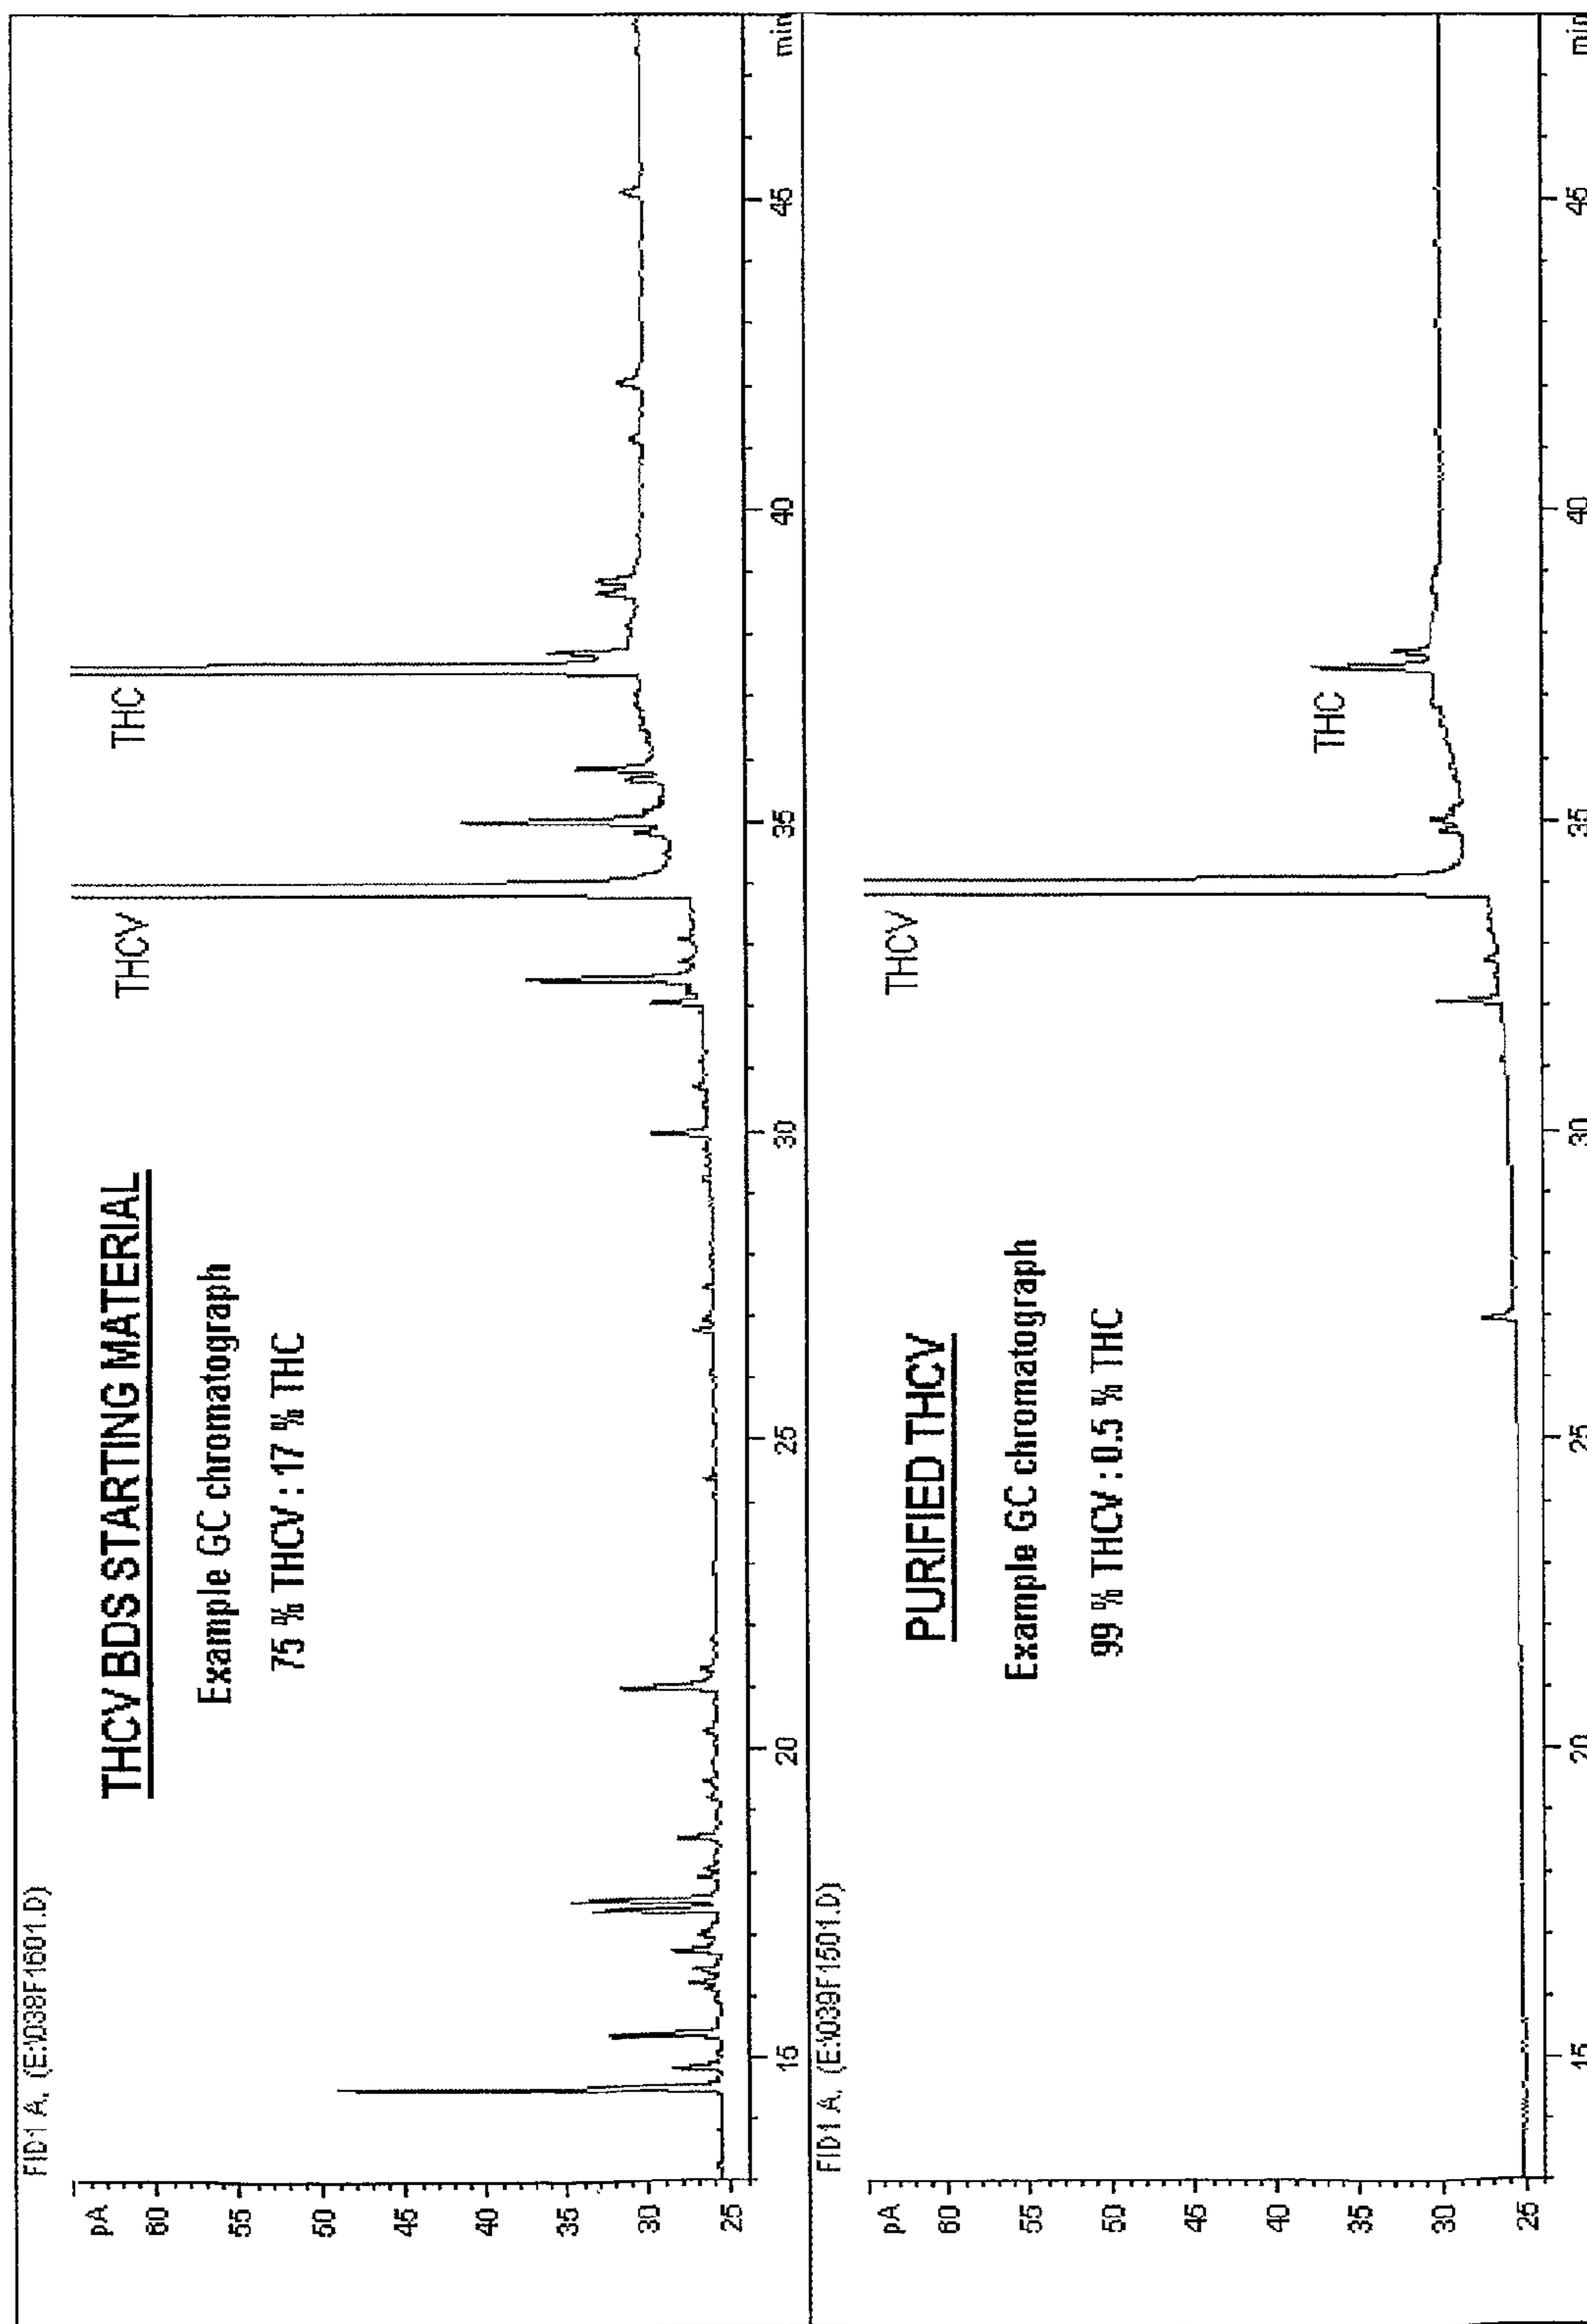 FID1 A, (E:\038F1601.D)
pA
60
55
50
45
40
35
30
25
THCV BDS STARTING MATERIAL
Example GC chromatograph
75 % THCV : 17 % THC
THCV
THC
15
20
25
30
35
40
45
min
FID1 A, (E:\039F1501.D)
pA
60
55
50
45
40
35
30
25
PURIFIED THCV
Example GC chromatograph
99 % THCV : 0.5 % THC
THCV
THC
15
20
25
30
35
40
45
min